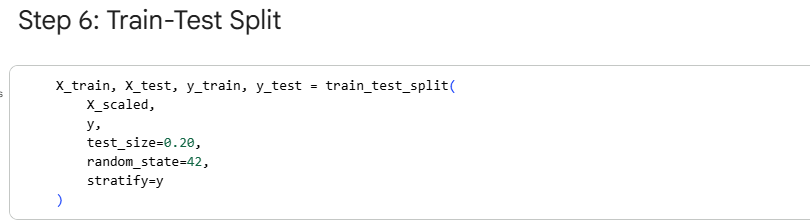 Step 6: Train-Test Split
X_train, X_test, y_train, y_test = train_test_split(
X_scaled,
y,
test_size=0.20,
random_state=42,
stratify=y
)